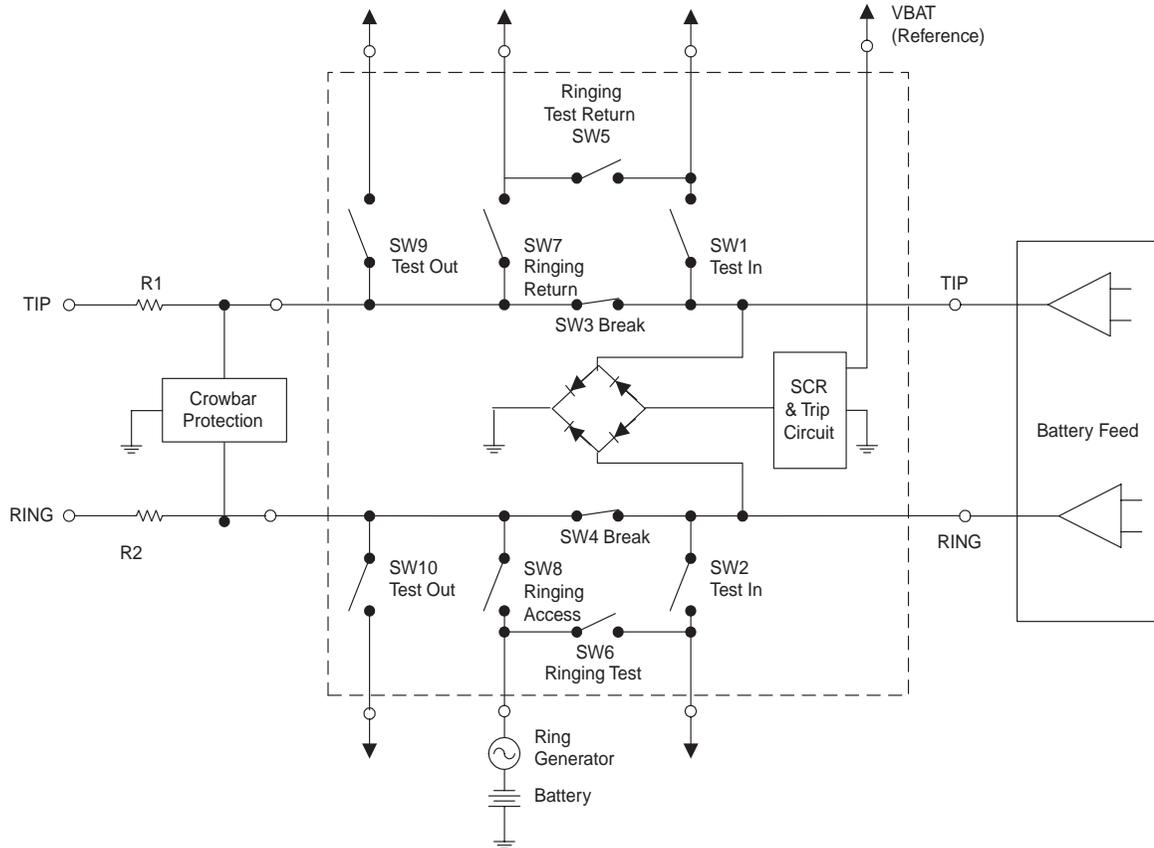 VBAT
(Reference)
Ringing
Test Return
SW5
SW9
Test Out
SW7
Ringing
Return
SW1
Test In
TIP
R1
SW3 Break
TIP
Crowbar
Protection
SCR
& Trip
Circuit
Battery Feed
RING
R2
SW4 Break
RING
SW10
Test Out
SW8
Ringing
Access
SW2
Test In
SW6
Ringing Test
Ring
Generator
Battery